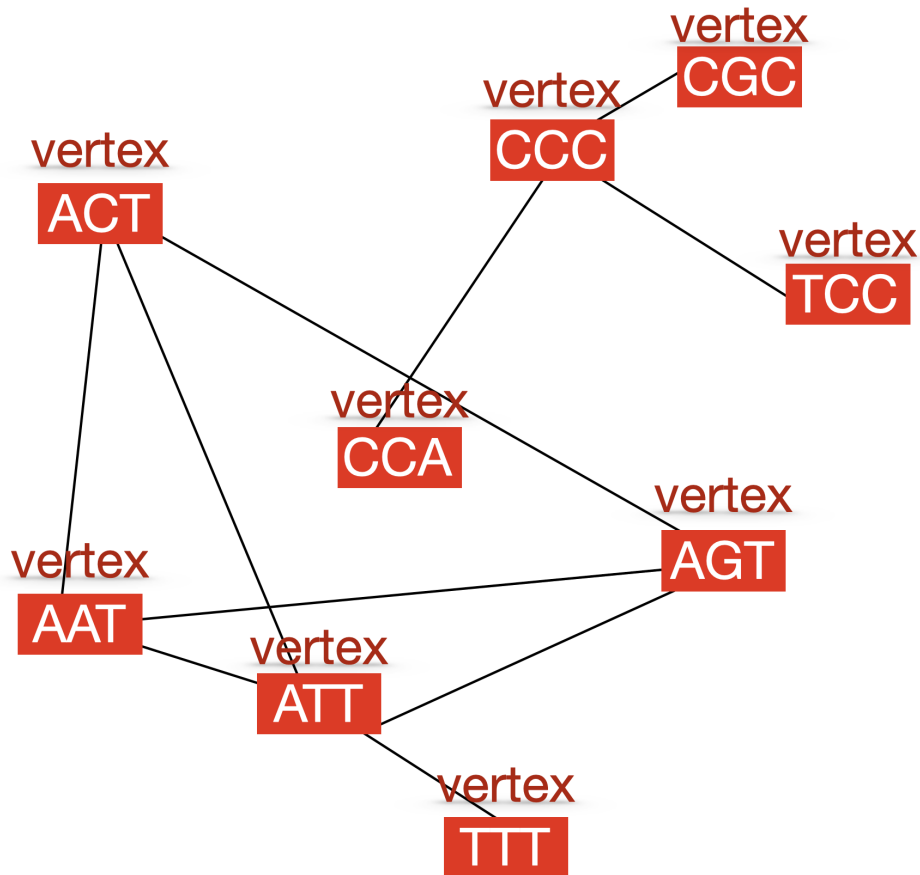 vertex
CGC
vertex
CCC
vertex
ACT
vertex
TCC
vertex
CCA
vertex
AGT
vertex
AAT
vertex
ATT
vertex
TTT